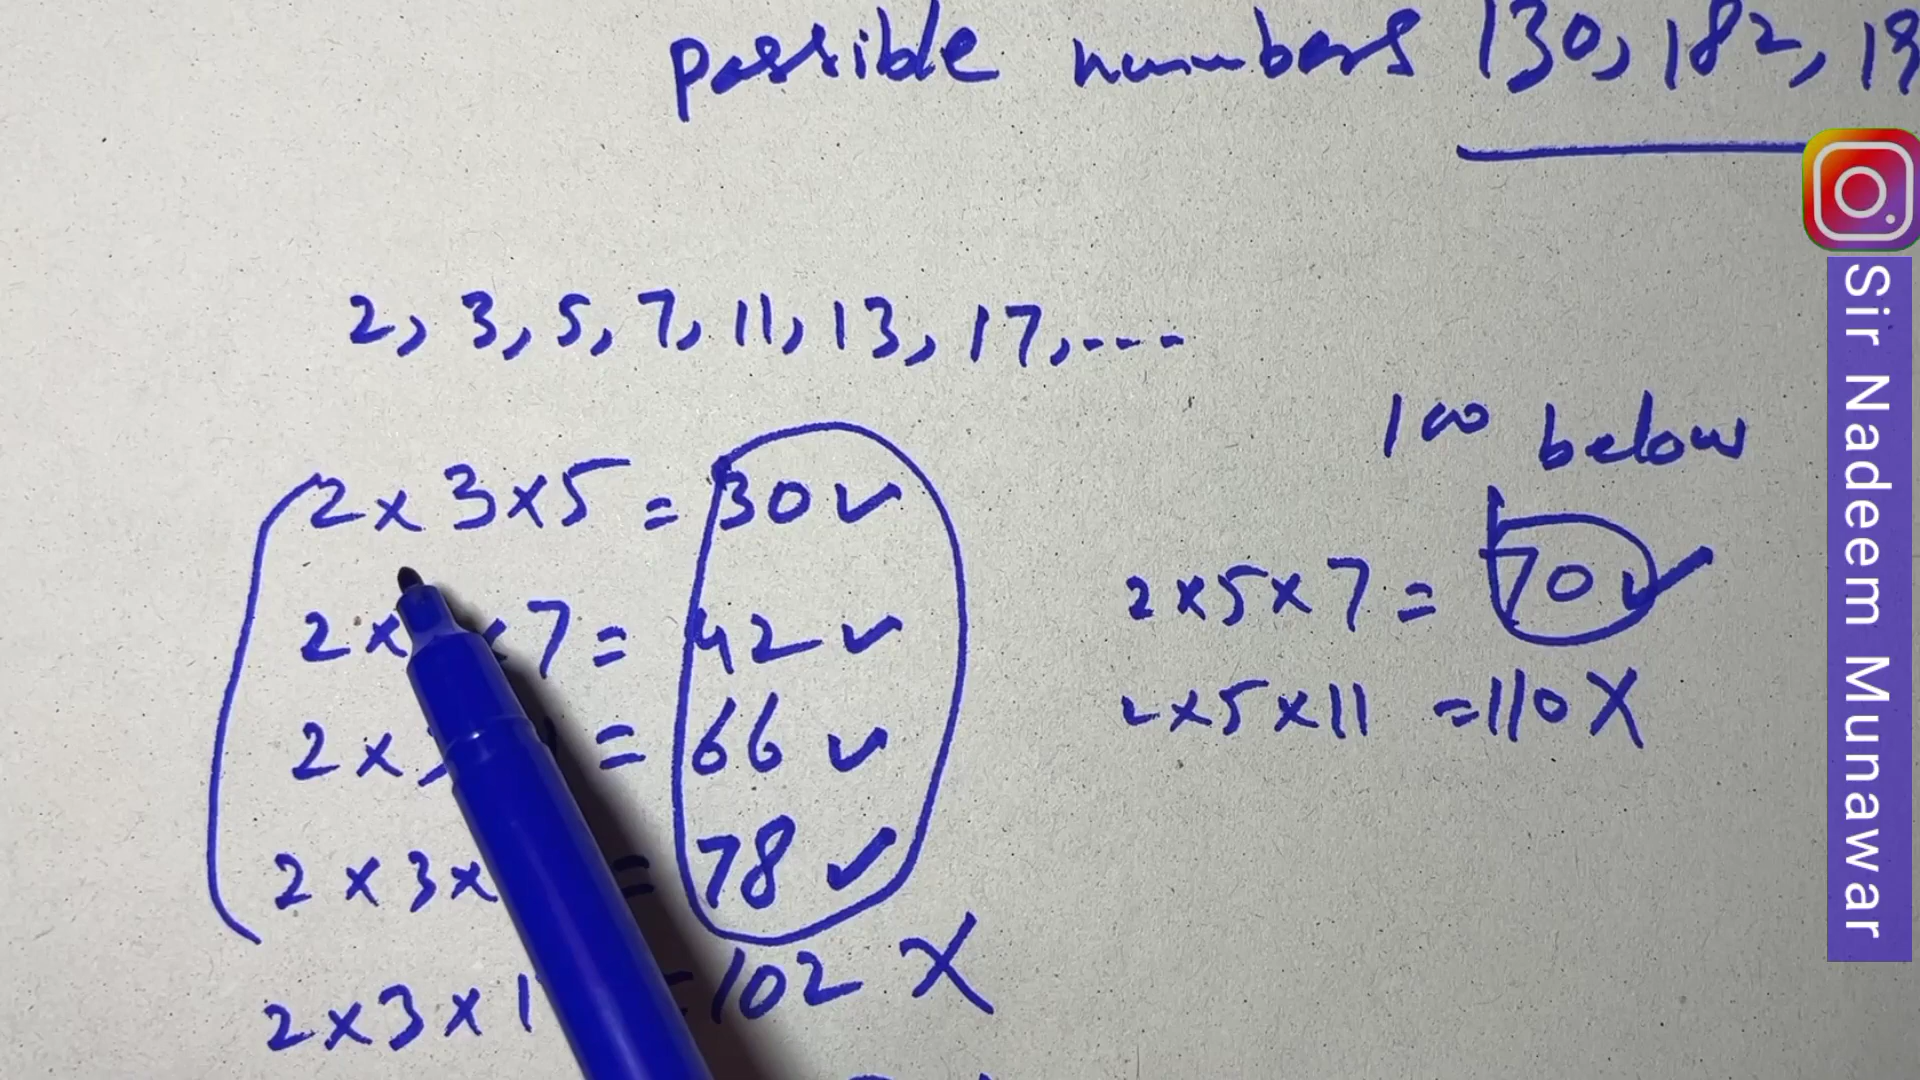 possible numbers 130, 182, 19
2, 3, 5, 7, 11, 13, 17, ----
100 below
2 x 3 x 5 = 30 ✓
2 x 7 = 42 ✓
2 x = 66 ✓
2 x 3 x = 78 ✓
2 x 3 x 1 = 102 X
2 x 5 x 7 = 70 ✓
2 x 5 x 11 = 110 X
Sir Nadeem Munawar